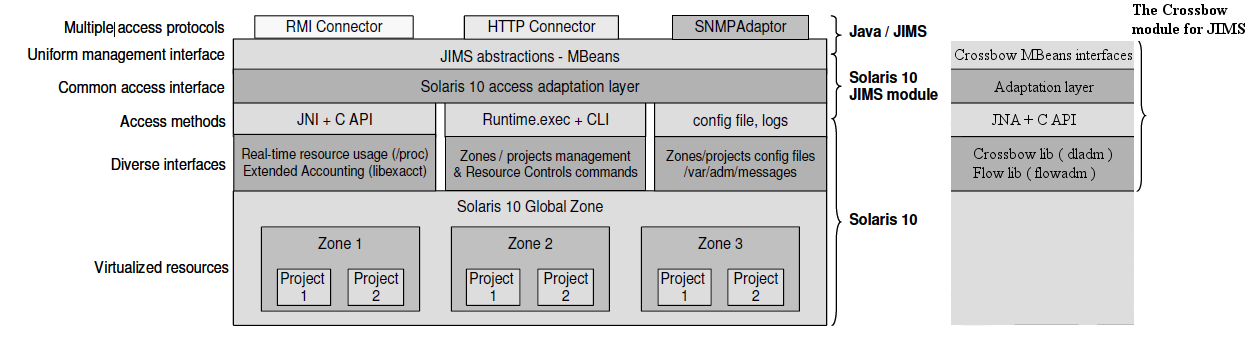 Multiple access protocols
RMI Connector
HTTP Connector
SNMPAdaptor
Java / JIMS
The Crossbow
module for JIMS
Uniform management interface
JIMS abstractions - MBeans
Crossbow MBeans interfaces
Common access interface
Solaris 10 access adaptation layer
Solaris 10
JIMS module
Adaptation layer
Access methods
JNI + C API
Runtime.exec + CLI
config file, logs
JNA + C API
Diverse interfaces
Real-time resource usage (/proc)
Extended Accounting (libexacct)
Zones / projects management
& Resource Controls commands
Zones/projects config files
/var/adm/messages
Crossbow lib ( dladm )
Flow lib ( flowadm )
Solaris 10 Global Zone
Solaris 10
Virtualized resources
Zone 1
Project
1
Project
2
Zone 2
Project
1
Project
2
Zone 3
Project
1
Project
2